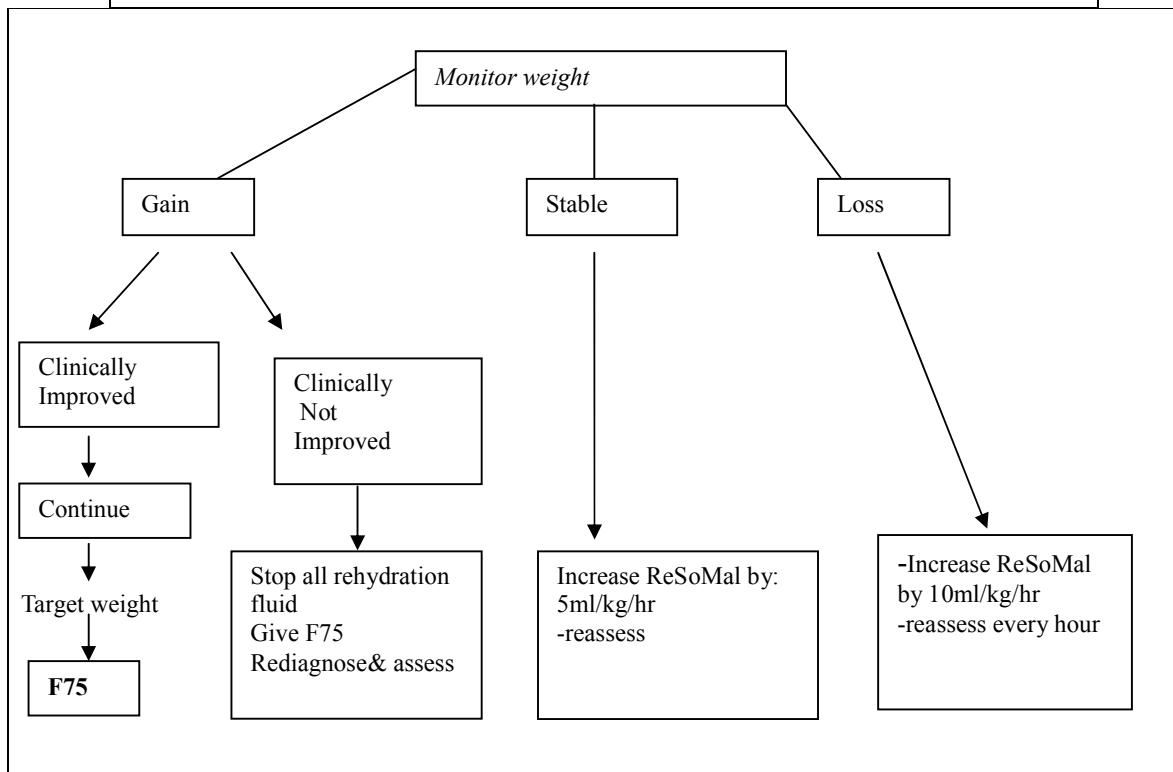 Monitor weight
Gain
Stable
Loss
Clinically
Improved
Clinically
Not
Improved
Continue
Target weight
F75
Stop all rehydration
fluid
Give F75
Rediagnose& assess
Increase ReSoMal by:
5ml/kg/hr
-reassess
-Increase ReSoMal
by 10ml/kg/hr
-reassess every hour